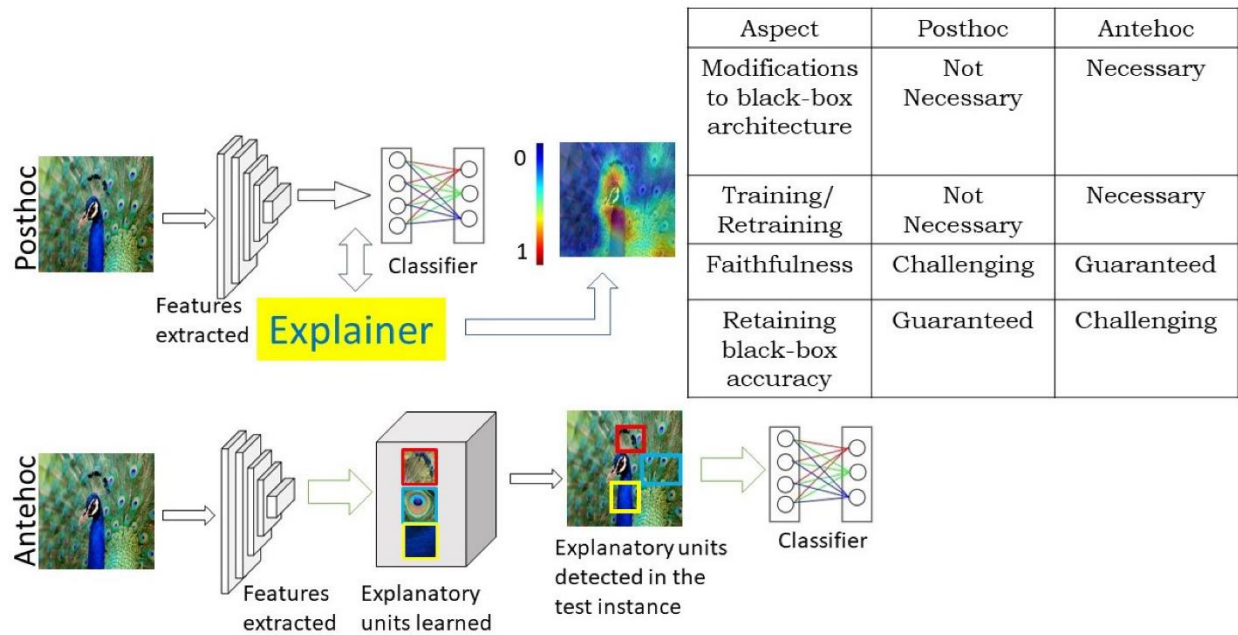 Posthoc
Features
extracted
Explainer
Classifier
0
1
Aspect
Posthoc
Antehoc
Modifications
to black-box
architecture
Not
Necessary
Necessary
Training/
Retraining
Not
Necessary
Necessary
Faithfulness
Challenging
Guaranteed
Retaining
black-box
accuracy
Guaranteed
Challenging
Antehoc
Features
extracted
Explanatory
units learned
Explanatory units
detected in the
test instance
Classifier